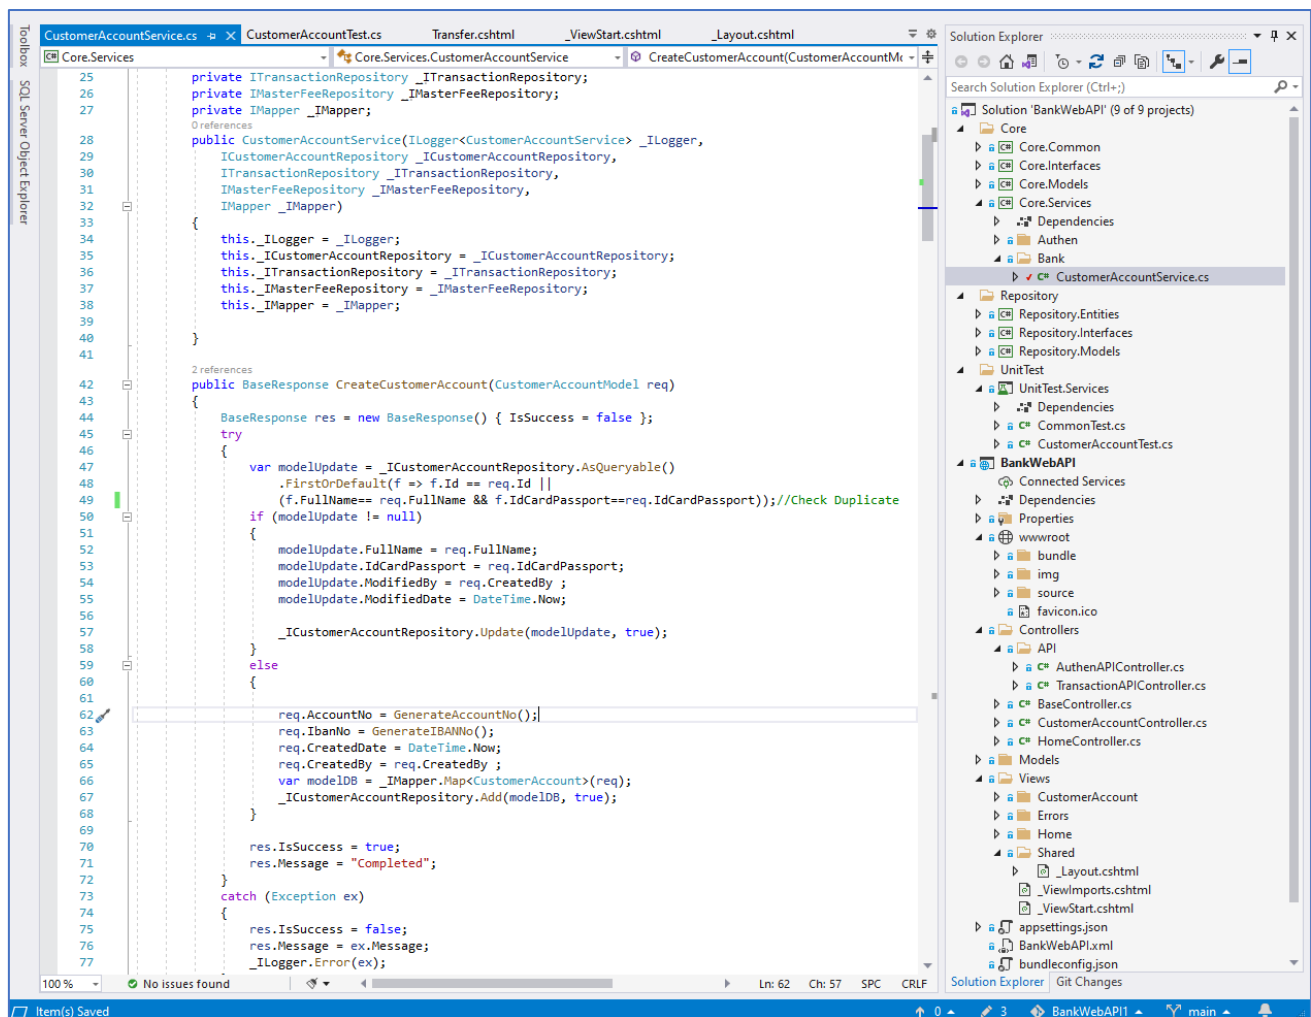 Toolbox
SQL Server Object Explorer
CustomerAccountService.cs
CustomerAccountTest.cs
Transfer.cshtml
_ViewStart.cshtml
_Layout.cshtml
Core.Services
Core.Services.CustomerAccountService
CreateCustomerAccount(CustomerAccountMo
25 private ITransactionRepository _ITransactionRepository;
26 private IMasterFeeRepository _IMasterFeeRepository;
27 private IMapper _IMapper;
0 references
28 public CustomerAccountService(ILogger<CustomerAccountService> _ILogger,
29 ICustomerAccountRepository _ICustomerAccountRepository,
30 ITransactionRepository _ITransactionRepository,
31 IMasterFeeRepository _IMasterFeeRepository,
32 IMapper _IMapper)
33 {
34 this._ILogger = _ILogger;
35 this._ICustomerAccountRepository = _ICustomerAccountRepository;
36 this._ITransactionRepository = _ITransactionRepository;
37 this._IMasterFeeRepository = _IMasterFeeRepository;
38 this._IMapper = _IMapper;
39
40 }
41
2 references
42 public BaseResponse CreateCustomerAccount(CustomerAccountModel req)
43 {
44 BaseResponse res = new BaseResponse() { IsSuccess = false };
45 try
46 {
47 var modelUpdate = _ICustomerAccountRepository.AsQueryable()
48 .FirstOrDefault(f => f.Id == req.Id ||
49 (f.FullName== req.FullName && f.IdCardPassport==req.IdCardPassport));//Check Duplicate
50 if (modelUpdate != null)
51 {
52 modelUpdate.FullName = req.FullName;
53 modelUpdate.IdCardPassport = req.IdCardPassport;
54 modelUpdate.ModifiedBy = req.CreatedBy ;
55 modelUpdate.ModifiedDate = DateTime.Now;
56
57 _ICustomerAccountRepository.Update(modelUpdate, true);
58 }
59 else
60 {
61
62 req.AccountNo = GenerateAccountNo();
63 req.IbanNo = GenerateIBANNo();
64 req.CreatedDate = DateTime.Now;
65 req.CreatedBy = req.CreatedBy ;
66 var modelDB = _IMapper.Map<CustomerAccount>(req);
67 _ICustomerAccountRepository.Add(modelDB, true);
68 }
69
70 res.IsSuccess = true;
71 res.Message = "Completed";
72 }
73 catch (Exception ex)
74 {
75 res.IsSuccess = false;
76 res.Message = ex.Message;
77 _ILogger.Error(ex);
100 %
No issues found
Ln: 62 Ch: 57 SPC CRLF
Solution Explorer
Search Solution Explorer (Ctrl+;)
Solution 'BankWebAPI' (9 of 9 projects)
Core
C# Core.Common
C# Core.Interfaces
C# Core.Models
C# Core.Services
Dependencies
Authen
Bank
C# CustomerAccountService.cs
Repository
C# Repository.Entities
C# Repository.Interfaces
C# Repository.Models
UnitTest
UnitTest.Services
Dependencies
C# CommonTest.cs
C# CustomerAccountTest.cs
BankWebAPI
Connected Services
Dependencies
Properties
wwwroot
bundle
img
source
favicon.ico
Controllers
API
C# AuthenAPIController.cs
C# TransactionAPIController.cs
C# BaseController.cs
C# CustomerAccountController.cs
C# HomeController.cs
Models
Views
CustomerAccount
Errors
Home
Shared
_Layout.cshtml
_ViewImports.cshtml
_ViewStart.cshtml
appsettings.json
BankWebAPI.xml
bundleconfig.json
Solution Explorer Git Changes
Item(s) Saved
0
3
BankWebAPI1
main